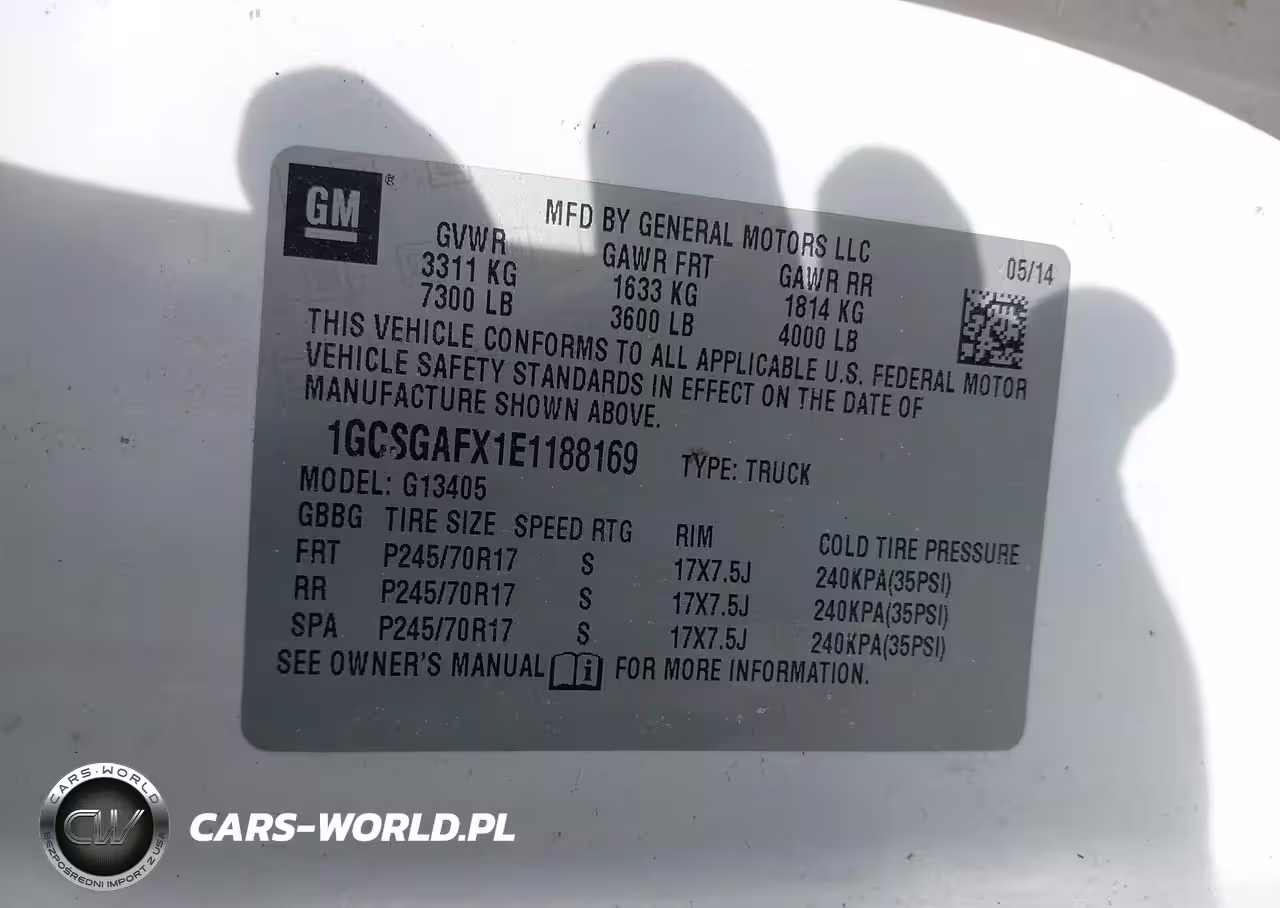 GM ®
MFD BY GENERAL MOTORS LLC
05/14
GVWR GAWR FRT GAWR RR
3311 KG 1633 KG 1814 KG
7300 LB 3600 LB 4000 LB
THIS VEHICLE CONFORMS TO ALL APPLICABLE U.S. FEDERAL MOTOR
VEHICLE SAFETY STANDARDS IN EFFECT ON THE DATE OF
MANUFACTURE SHOWN ABOVE.
1GCSGAFX1E1188169 TYPE: TRUCK
MODEL: G13405
GBBG TIRE SIZE SPEED RTG RIM COLD TIRE PRESSURE
FRT P245/70R17 S 17X7.5J 240KPA(35PSI)
RR P245/70R17 S 17X7.5J 240KPA(35PSI)
SPA P245/70R17 S 17X7.5J 240KPA(35PSI)
SEE OWNER'S MANUAL i FOR MORE INFORMATION.
CARS-WORLD
CW
BEZPOŚREDNI IMPORT Z USA
CARS-WORLD.PL